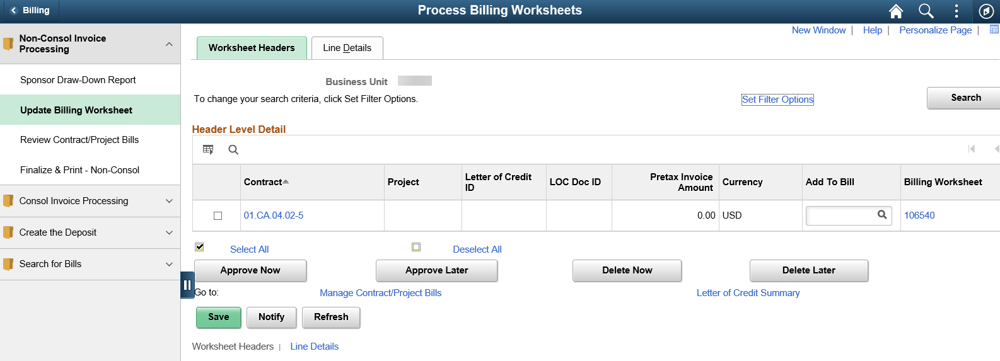 Billing
Process Billing Worksheets
New Window | Help | Personalize Page |
Non-Consol Invoice
Processing
Sponsor Draw-Down Report
Update Billing Worksheet
Review Contract/Project Bills
Finalize & Print - Non-Consol
Consol Invoice Processing
Create the Deposit
Search for Bills
Worksheet Headers
Line Details
Business Unit
To change your search criteria, click Set Filter Options.
Set Filter Options
Search
Header Level Detail
Contract
Project
Letter of Credit
ID
LOC Doc ID
Pretax Invoice
Amount
Currency
Add To Bill
Billing Worksheet
01.CA.04.02-5
0.00
USD
106540
Select All
Deselect All
Approve Now
Approve Later
Delete Now
Delete Later
Go to:
Manage Contract/Project Bills
Letter of Credit Summary
Save
Notify
Refresh
Worksheet Headers | Line Details